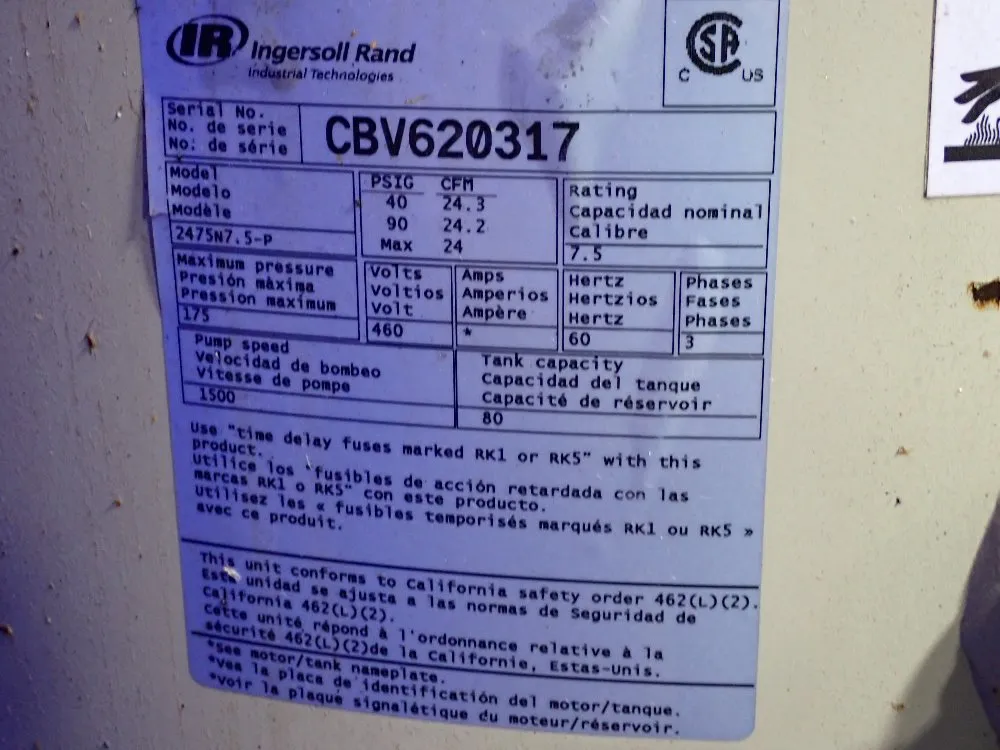 IR Ingersoll Rand
Industrial Technologies
CSA
C US
Serial No.
No. de serie
No: de série
CBV620317
Model
Modelo
Modèle
2475N7.5-P
PSIG CFM
40 24.3
90 24.2
Max 24
Rating
Capacidad nominal
Calibre
7.5
Maximum pressure
Presión màxima
Pression maximum
175
Volts
Voltios
Volt
460
Amps
Amperios
Ampère
*
Hertz
Hertzios
Hertz
60
Phases
Fases
Phases
3
Pump speed
Velocidad de bombeo
Vitesse de pompe
1500
Tank capacity
Capacidad del tanque
Capacité de réservoir
80
Use "time delay fuses marked RK1 or RK5" with this
product.
Utilice los "fusibles de acción retardada con las
marcas RK1 o RK5" con este producto.
Utilisez les « fusibles temporisés marqués RK1 ou RK5 »
avec ce produit.
This unit conforms to California safety order 462(L)(2).
Esta unidad se ajusta a las normas de Seguridad de
California 462(L)(2).
Cette unité répond à l'ordonnance relative à la
sécurité 462(L)(2)de la Californie, Estas-Unis.
*See motor/tank nameplate.
*Vea la placa de identificación del motor/tanque.
*Voir la plaque signalétique du moteur/réservoir.